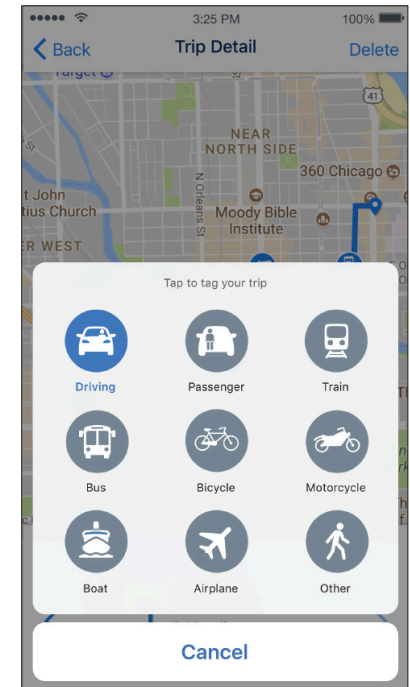 3:25 PM 100%
Back Trip Detail Delete
Target
41
NEAR
NORTH SIDE
360 Chicago
N Orleans St
t John
tius Church
Moody Bible
Institute
ER WEST
Tap to tag your trip
Driving Passenger Train
Bus Bicycle Motorcycle
Boat Airplane Other
Cancel